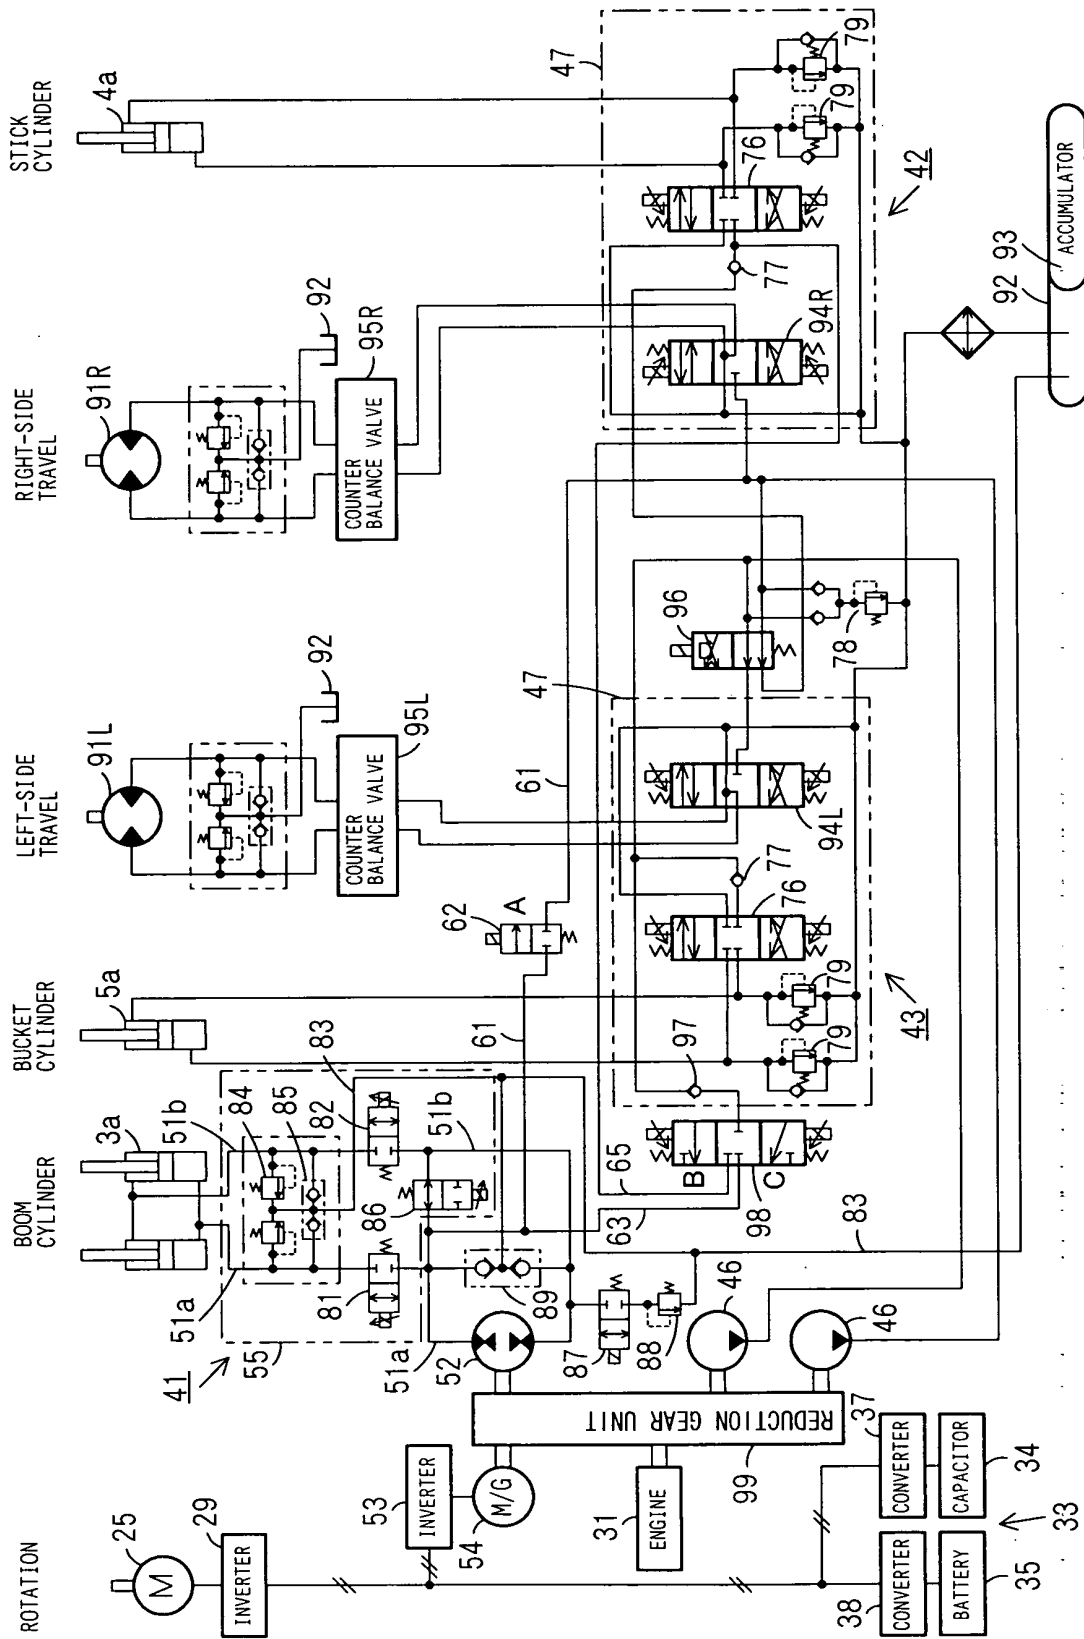 ROTATION
BOOM
CYLINDER
BUCKET
CYLINDER
LEFT-SIDE
TRAVEL
RIGHT-SIDE
TRAVEL
STICK
CYLINDER
25
M
29
INVERTER
53
INVERTER
54
M/G
31
ENGINE
REDUCTION GEAR
UNIT
99
37
CONVERTER
CAPACITOR
34
38
CONVERTER
BATTERY
35
33
41
55
51a
3a
51b
84
85
82
83
81
86
51b
51a
52
89
87
88
46
46
5a
61
62
A
61
63
65
B
C
98
97
83
91L
92
COUNTER
BALANCE VALVE
95L
47
79
79
43
76
77
94L
96
78
91R
92
COUNTER
BALANCE VALVE
95R
4a
47
94R
77
76
79
79
42
92
93
ACCUMULATOR